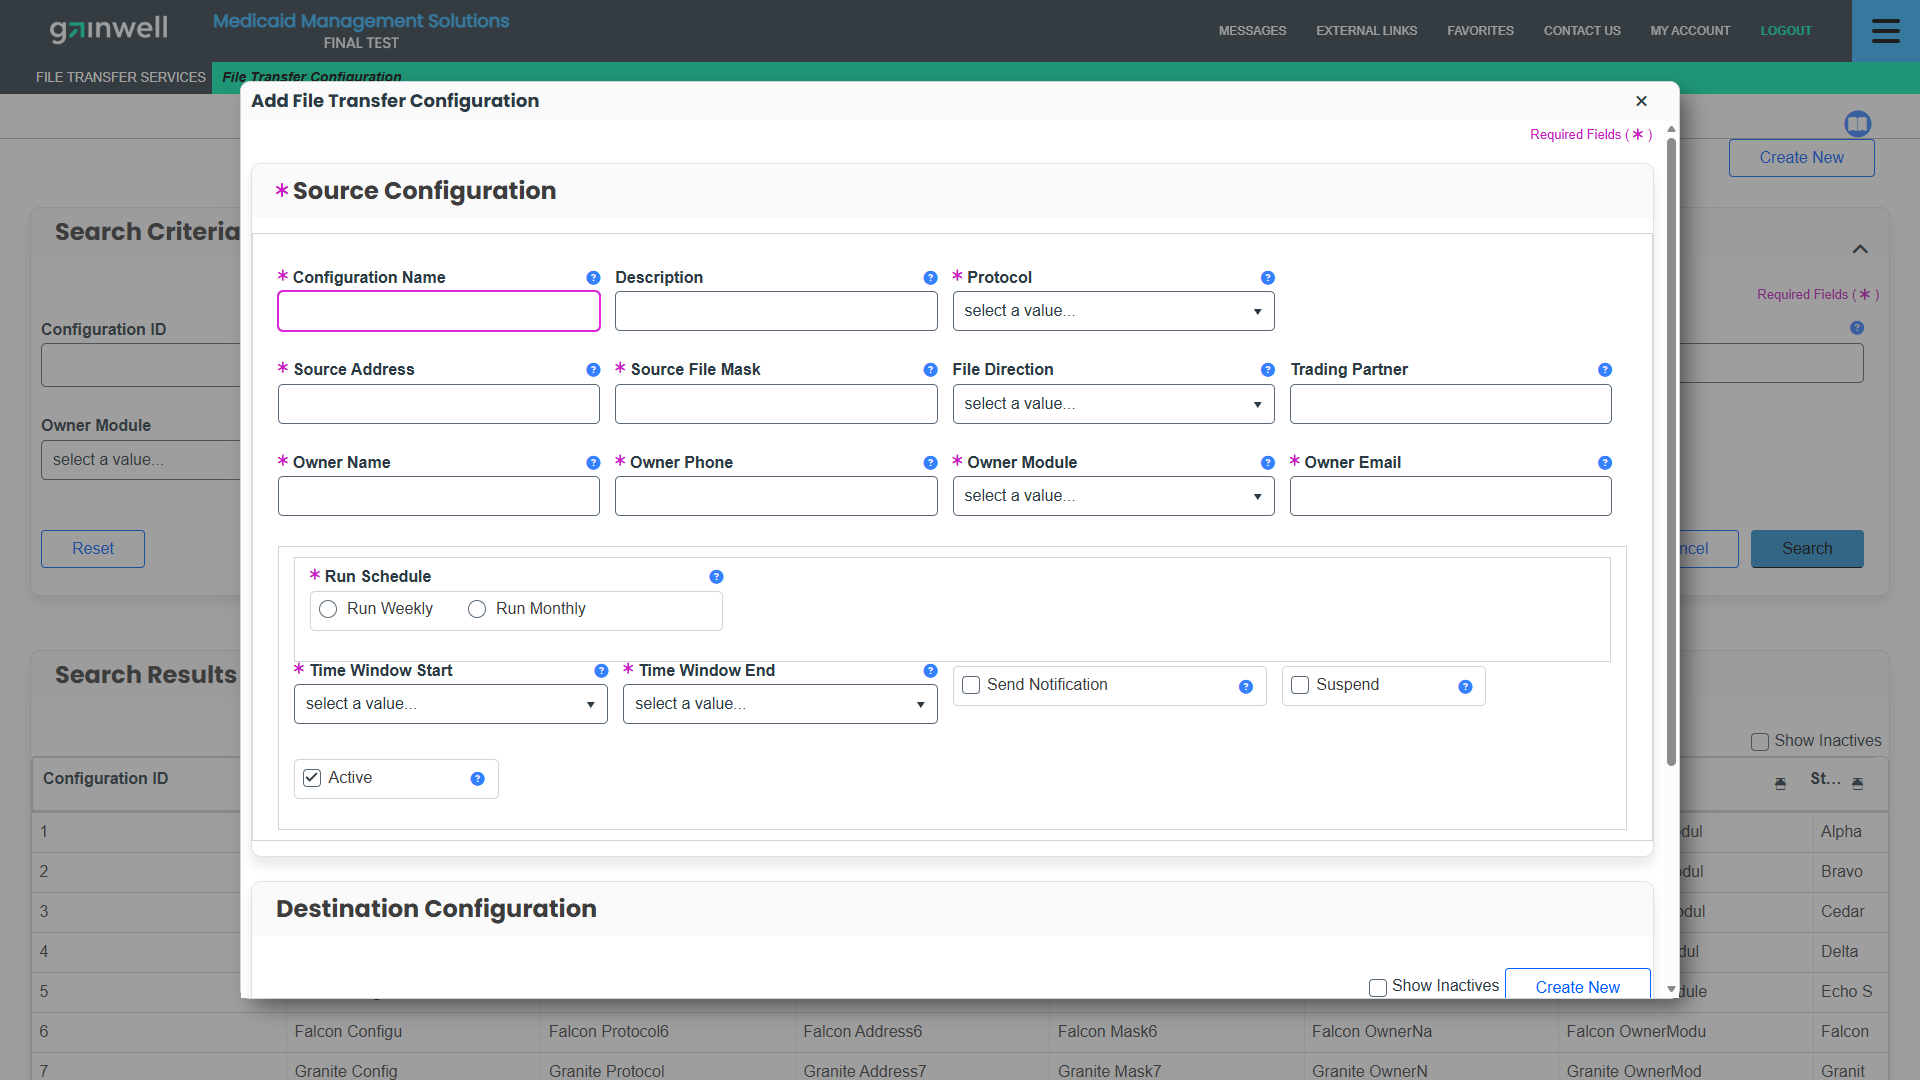 gainwell
Medicaid Management Solutions
FINAL TEST
MESSAGES
EXTERNAL LINKS
FAVORITES
CONTACT US
MY ACCOUNT
LOGOUT
FILE TRANSFER SERVICES
File Transfer Configuration
Add File Transfer Configuration
Required Fields ( * )
Create New
* Source Configuration
Search Criteria
* Configuration Name
Description
* Protocol
select a value...
Required Fields ( * )
Configuration ID
* Source Address
* Source File Mask
File Direction
select a value...
Trading Partner
Owner Module
select a value...
* Owner Name
* Owner Phone
* Owner Module
select a value...
* Owner Email
Reset
ncel
Search
* Run Schedule
Run Weekly
Run Monthly
* Time Window Start
select a value...
* Time Window End
select a value...
Send Notification
Suspend
Active
Search Results
Show Inactives
Configuration ID
St...
1
dul
Alpha
2
dul
Bravo
3
dul
Cedar
4
dul
Delta
5
dule
Echo S
Destination Configuration
Show Inactives
Create New
6
Falcon Configu
Falcon Protocol6
Falcon Address6
Falcon Mask6
Falcon OwnerNa
Falcon OwnerModu
Falcon
7
Granite Config
Granite Protocol
Granite Address7
Granite Mask7
Granite OwnerN
Granite OwnerMod
Granit